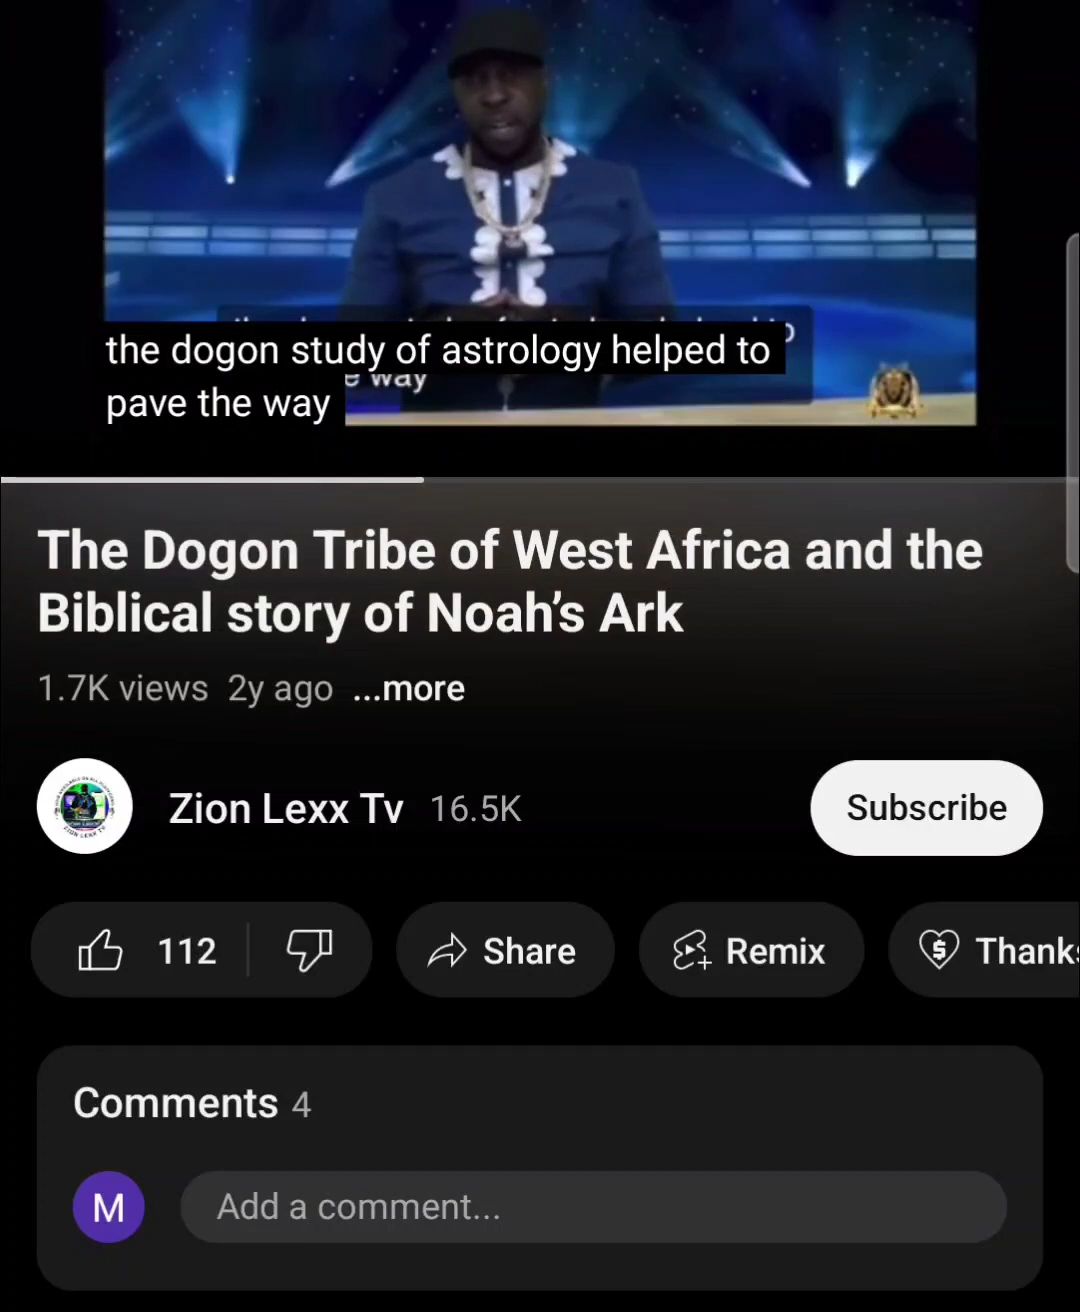 the dogon study of astrology helped to
pave the way
e way
The Dogon Tribe of West Africa and the
Biblical story of Noah's Ark
1.7K views 2y ago ...more
Zion Lexx Tv 16.5K
Subscribe
112
Share
Remix
Thanks
Comments 4
M
Add a comment...